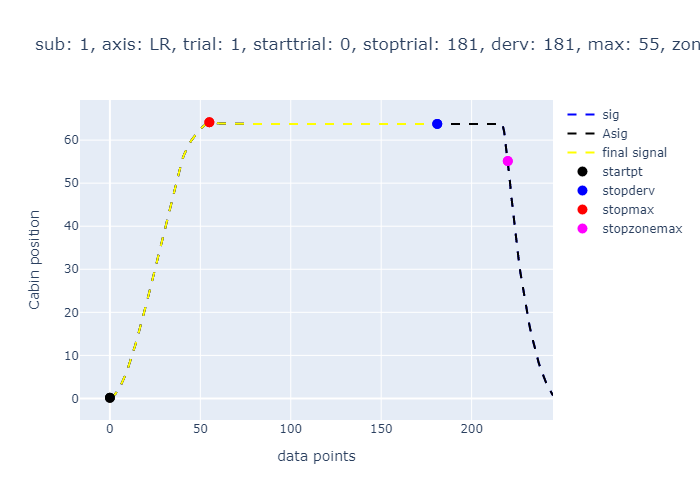 sub: 1, axis: LR, trial: 1, starttrial: 0, stoptrial: 181, derv: 181, max: 55, zon
sig
Asig
final signal
startpt
stopderv
stopmax
stopzonemax
Cabin position
60
50
40
30
20
10
0
0 50 100 150 200
data points